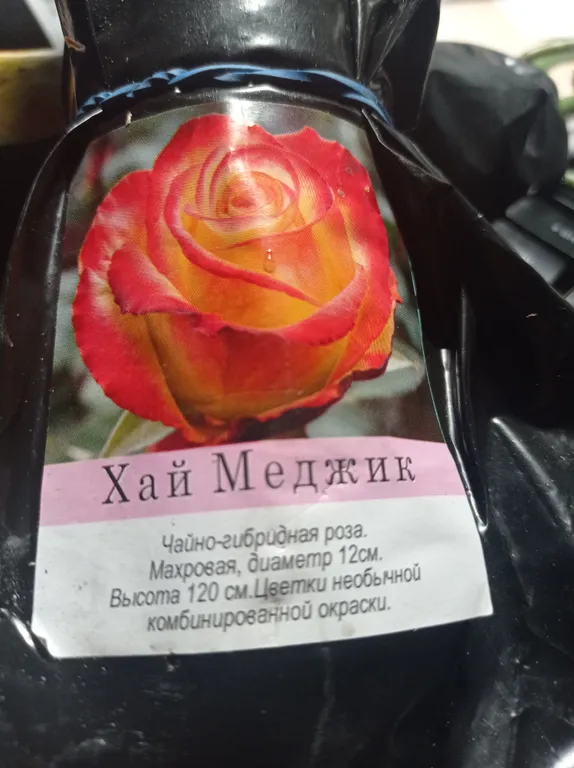 Хай Меджик
Чайно-гибридная роза.
Махровая, диаметр 12см.
Высота 120 см.Цветки необычной
комбинированной окраски.